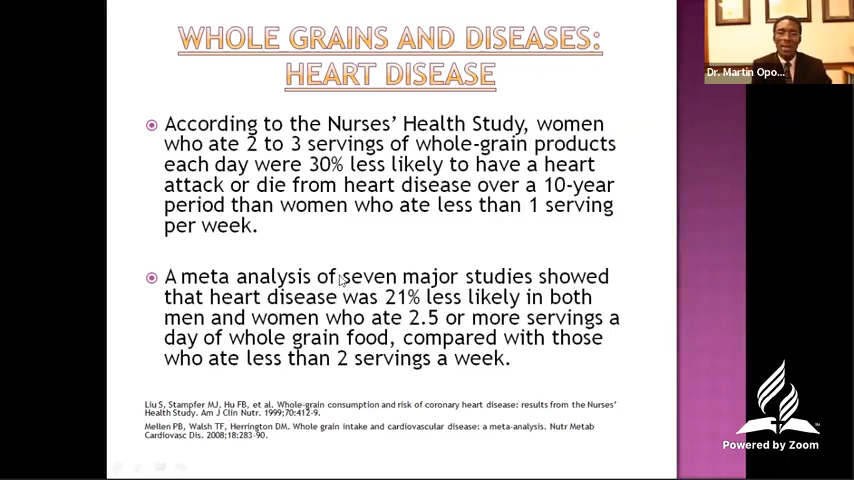 WHOLE GRAINS AND DISEASES:
HEART DISEASE
According to the Nurses' Health Study, women
who ate 2 to 3 servings of whole-grain products
each day were 30% less likely to have a heart
attack or die from heart disease over a 10-year
period than women who ate less than 1 serving
per week.
A meta analysis of seven major studies showed
that heart disease was 21% less likely in both
men and women who ate 2.5 or more servings a
day of whole grain food, compared with those
who ate less than 2 servings a week.
Liu S, Stampfer MJ, Hu FB, et al. Whole-grain consumption and risk of coronary heart disease: results from the Nurses'
Health Study. Am J Clin Nutr. 1999;70:412-9.
Mellen PB, Walsh TF, Herrington DM. Whole grain intake and cardiovascular disease: a meta-analysis. Nutr Metab
Cardiovasc Dis. 2008;18:283-90.
Dr. Martin Opo...
Powered by Zoom